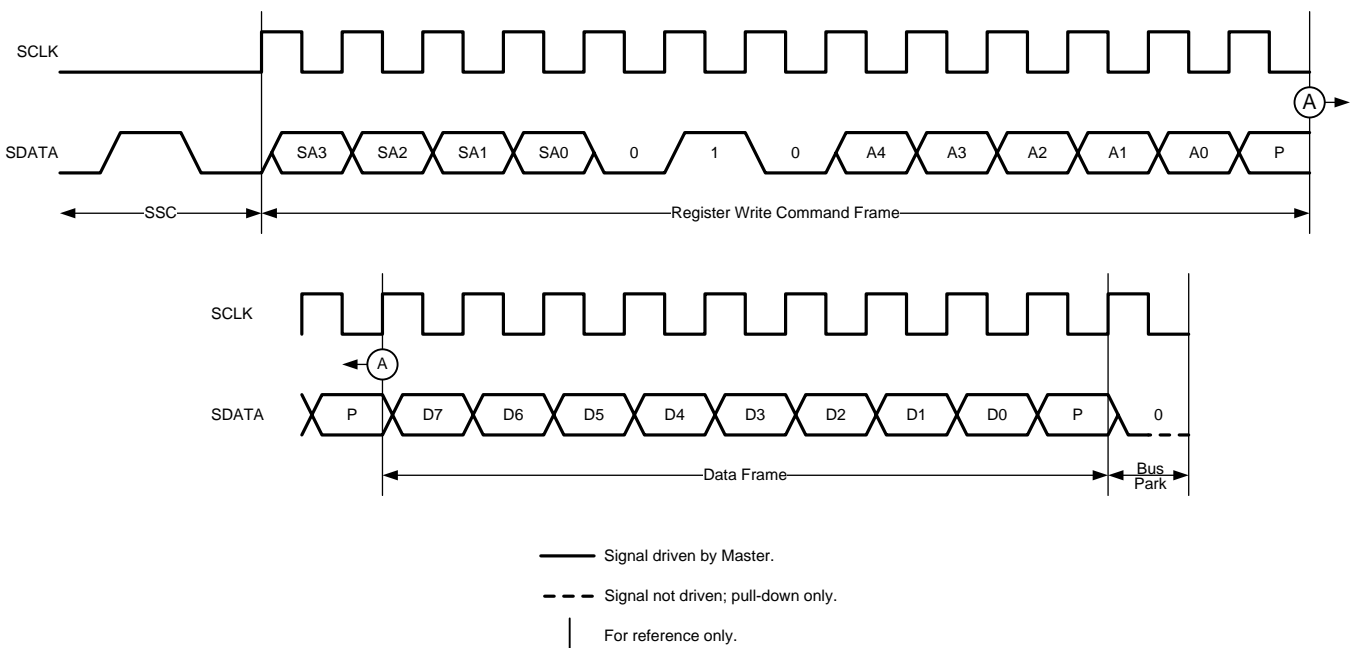 SCLK
A
SDATA SA3 SA2 SA1 SA0 0 1 0 A4 A3 A2 A1 A0 P
SSC Register Write Command Frame
SCLK
A
SDATA P D7 D6 D5 D4 D3 D2 D1 D0 P 0
Data Frame Bus Park
Signal driven by Master.
Signal not driven; pull-down only.
For reference only.